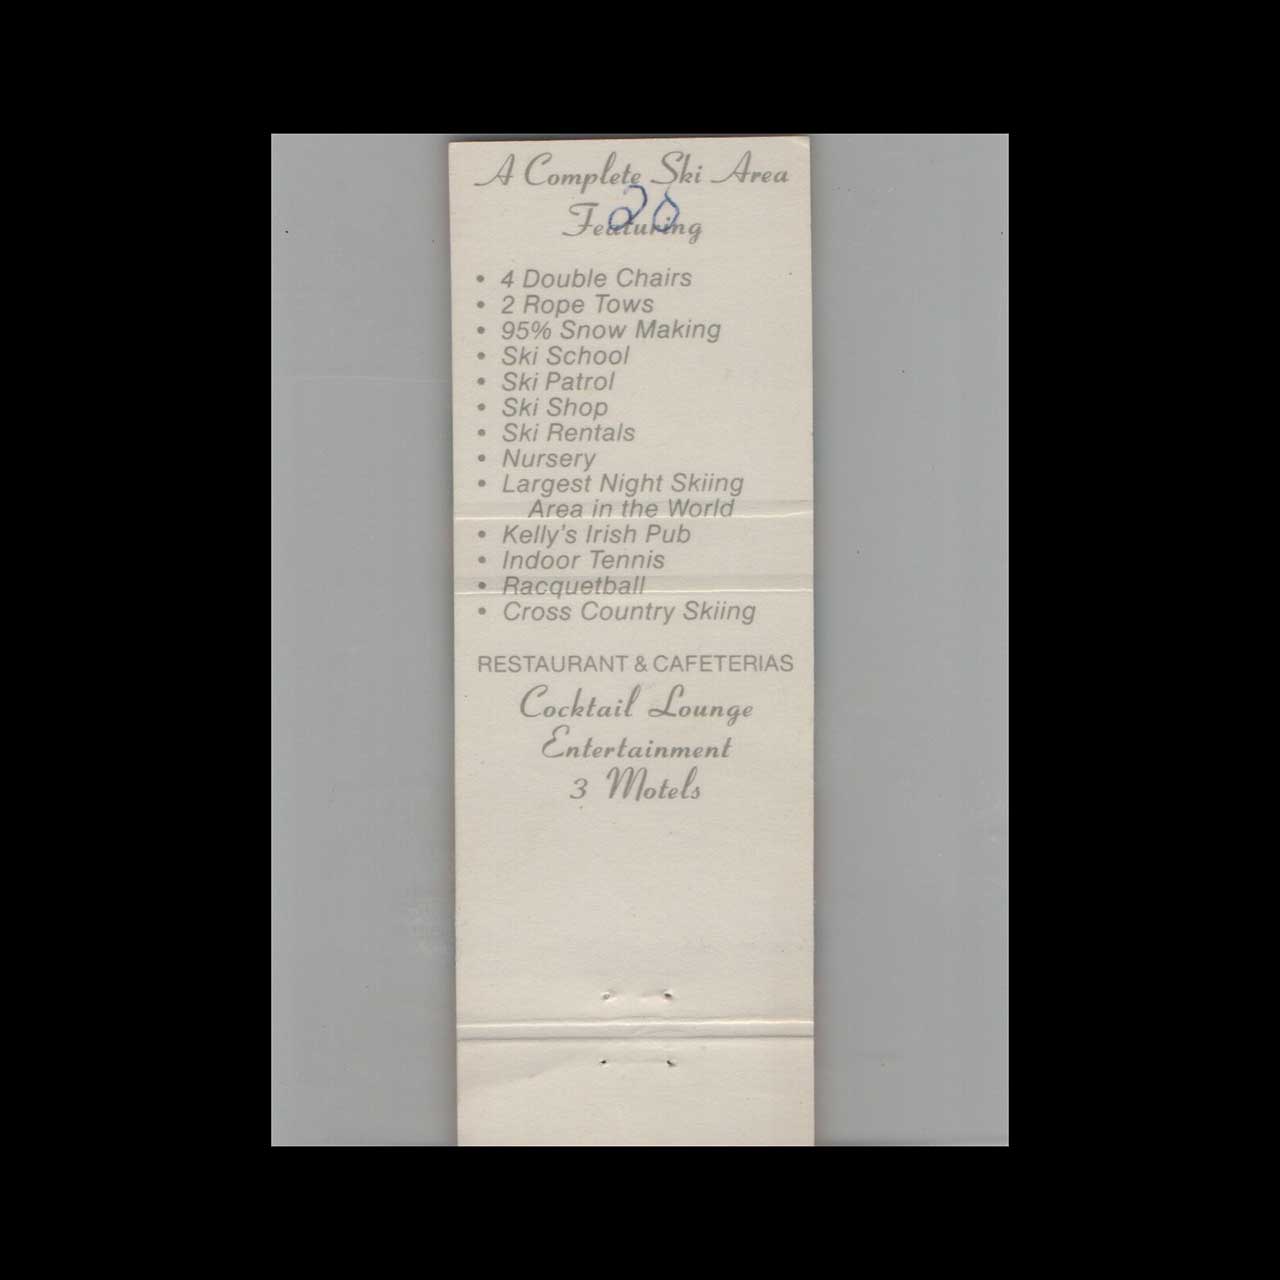 A Complete Ski Area
20
Featuring
• 4 Double Chairs
• 2 Rope Tows
• 95% Snow Making
• Ski School
• Ski Patrol
• Ski Shop
• Ski Rentals
• Nursery
• Largest Night Skiing
Area in the World
• Kelly's Irish Pub
• Indoor Tennis
• Racquetball
• Cross Country Skiing
RESTAURANT & CAFETERIAS
Cocktail Lounge
Entertainment
3 Motels